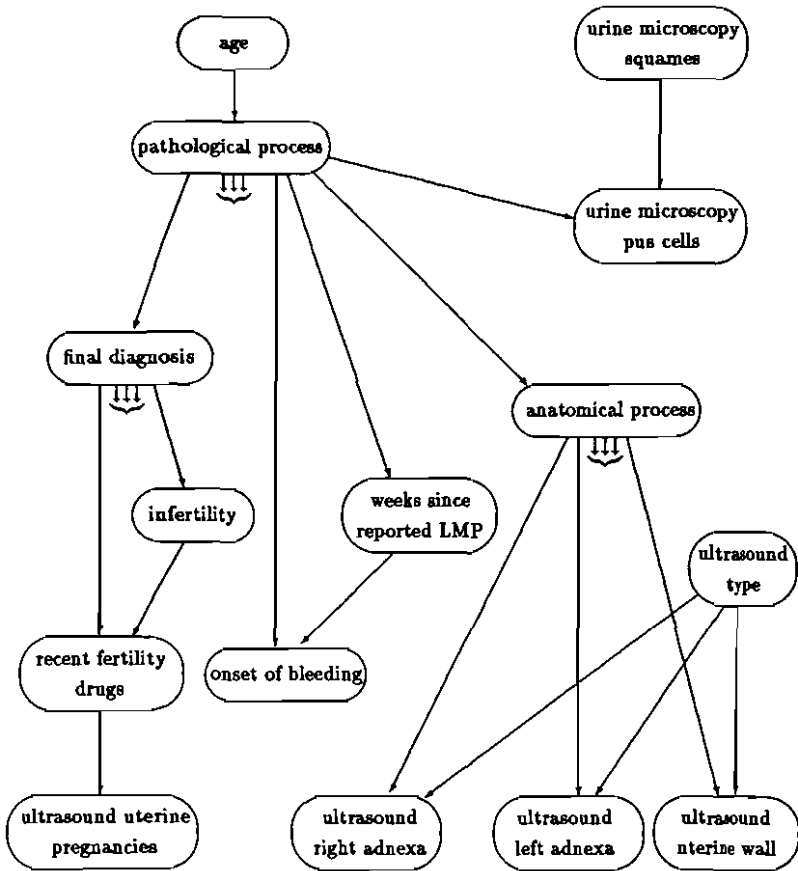 age
urine microscopy
squames
pathological process
urine microscopy
pus cells
final diagnosis
anatomical process
infertility
weeks since
reported LMP
ultrasound
type
recent fertility
drugs
onset of bleeding
ultrasound uterine
pregnancies
ultrasound
right adnexa
ultrasound
left adnexa
ultrasound
uterine wall